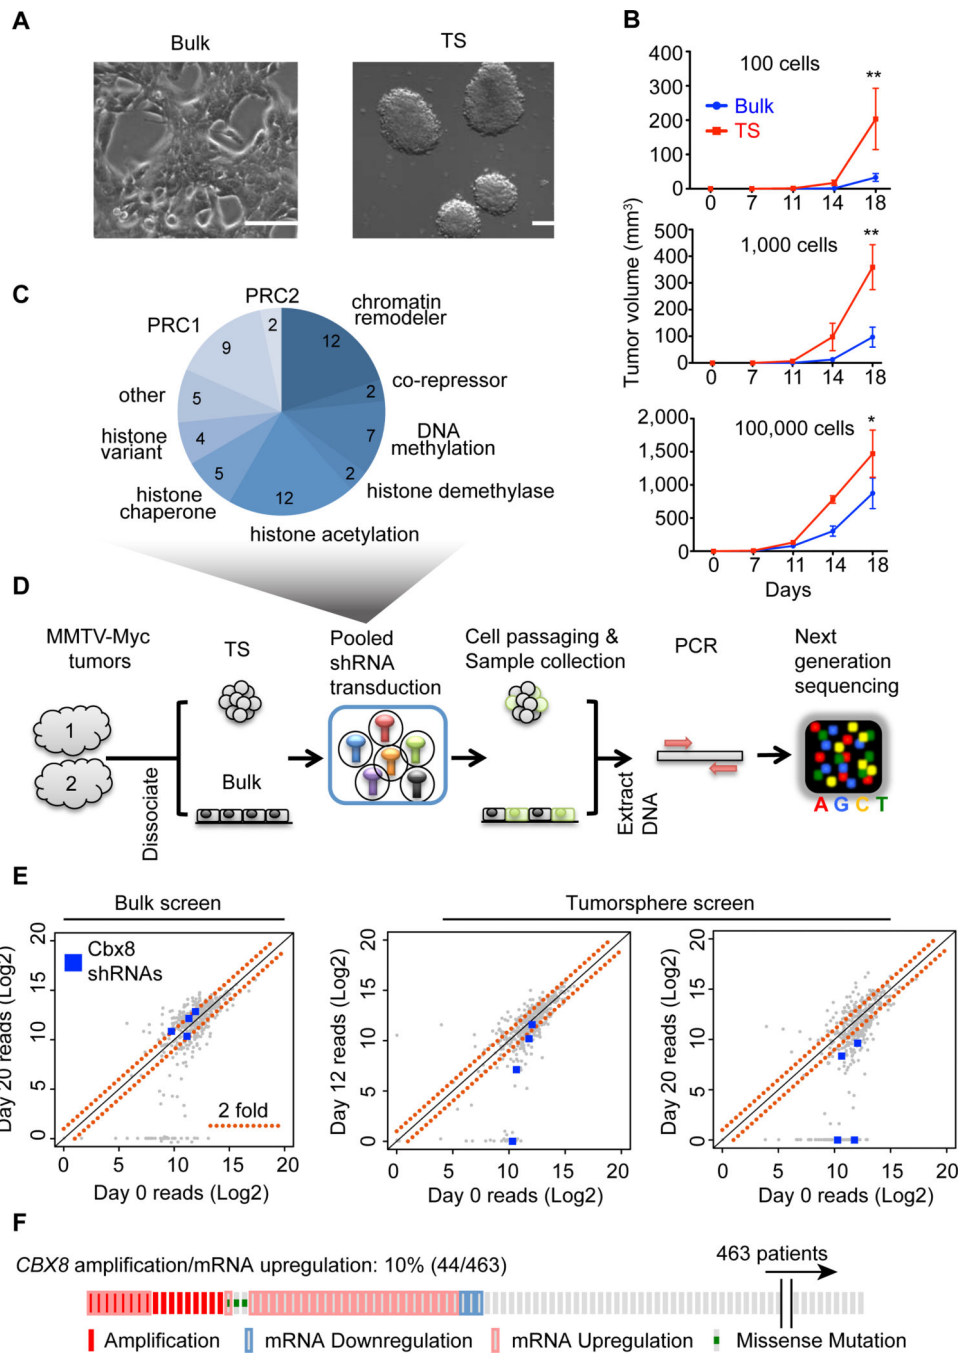 A
Bulk
TS
B
400
300
200
100
0
100 cells
**
Bulk
TS
0 7 11 14 18
500
400
300
200
100
0
1,000 cells
**
0 7 11 14 18
2,000
1,500
1,000
500
0
100,000 cells
*
0 7 11 14 18
Days
Tumor volume (mm³)
C
PRC2
2
chromatin
remodeler
12
co-repressor
2
DNA
methylation
7
histone demethylase
2
histone acetylation
12
histone
chaperone
5
histone
variant
4
other
5
PRC1
9
D
MMTV-Myc
tumors
1
2
Dissociate
TS
Bulk
Pooled
shRNA
transduction
Cell passaging &
Sample collection
Extract
DNA
PCR
Next
generation
sequencing
A G C T
E
Bulk screen
Tumorsphere screen
Day 20 reads (Log2)
20
15
10
5
0
Cbx8
shRNAs
2 fold
0 5 10 15 20
Day 0 reads (Log2)
Day 12 reads (Log2)
20
15
10
5
0
0 5 10 15 20
Day 0 reads (Log2)
Day 20 reads (Log2)
20
15
10
5
0
0 5 10 15 20
Day 0 reads (Log2)
F
CBX8 amplification/mRNA upregulation: 10% (44/463)
463 patients
Amplification
mRNA Downregulation
mRNA Upregulation
Missense Mutation